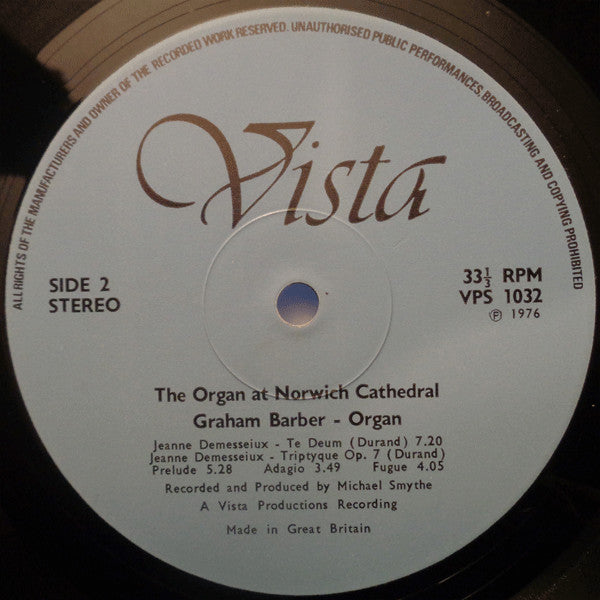 ALL RIGHTS OF THE MANUFACTURERS AND OWNER OF THE RECORDED WORK RESERVED. UNAUTHORISED PUBLIC PERFORMANCES, BROADCASTING AND COPYING PROHIBITED
Vista
SIDE 2
STEREO
33⅓ RPM
VPS 1032
℗ 1976
The Organ at Norwich Cathedral
Graham Barber - Organ
Jeanne Demesseiux - Te Deum (Durand) 7.20
Jeanne Demesseiux - Triptyque Op. 7 (Durand)
Prelude 5.28 Adagio 3.49 Fugue 4.05
Recorded and Produced by Michael Smythe
A Vista Productions Recording
Made in Great Britain